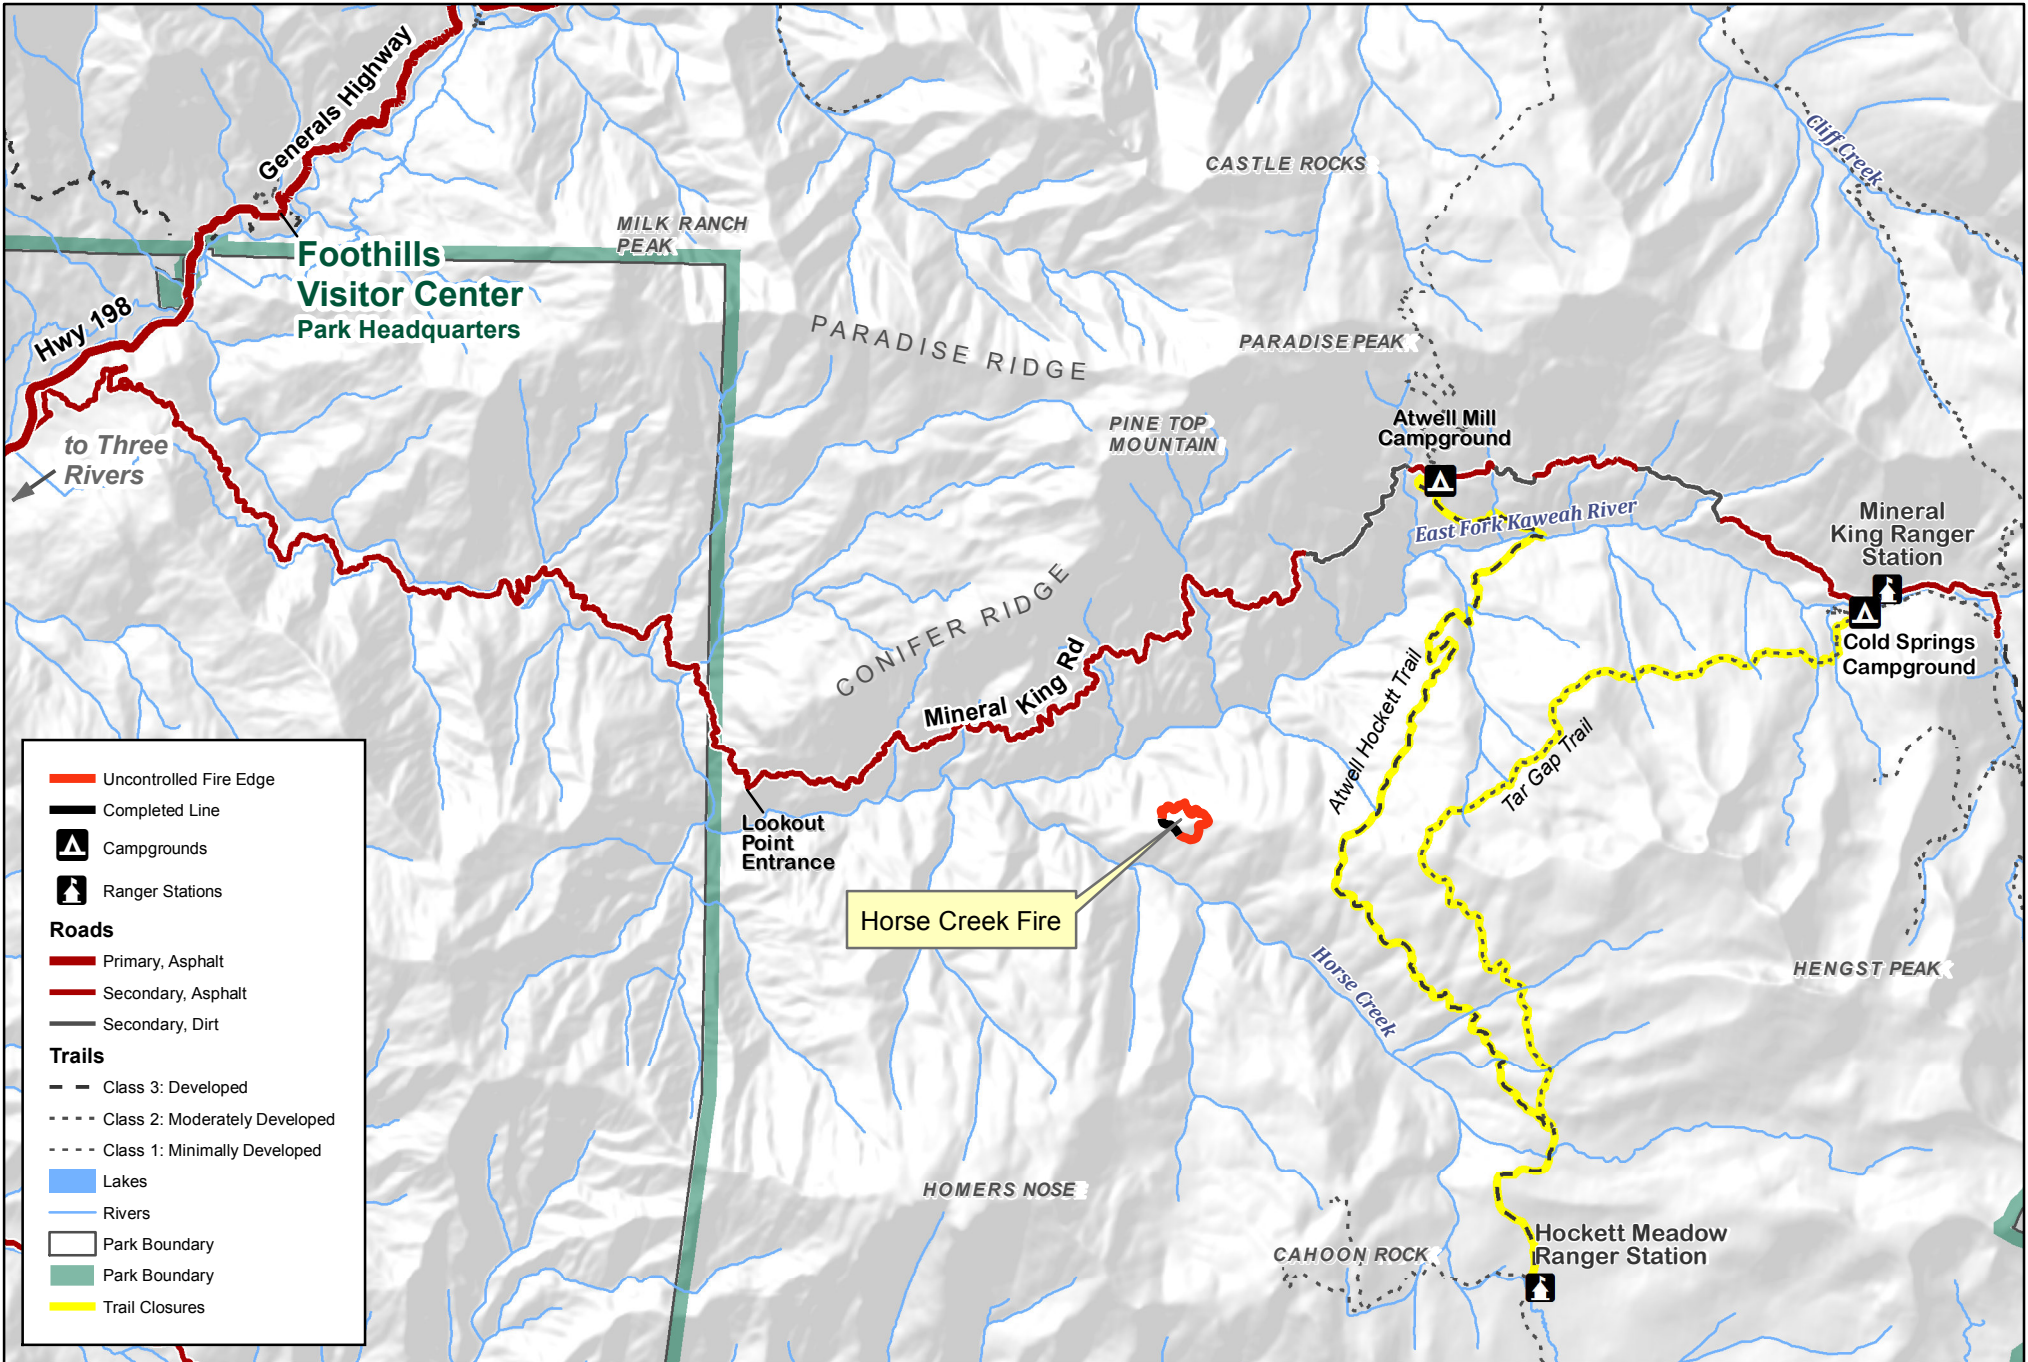 Generals Highway
Cliff Creek
CASTLE ROCKS
MILK RANCH
PEAK
Foothills
Visitor Center
Park Headquarters
Hwy 198
PARADISE RIDGE
PARADISE PEAK
to Three
Rivers
PINE TOP
MOUNTAIN
Atwell Mill
Campground
East Fork Kaweah River
Mineral
King Ranger
Station
CONIFER RIDGE
Mineral King Rd
Cold Springs
Campground
Atwell Hockett Trail
Tar Gap Trail
Lookout
Point
Entrance
Horse Creek Fire
Horse Creek
HENGST PEAK
HOMERS NOSE
CAHOON ROCK
Hockett Meadow
Ranger Station
Uncontrolled Fire Edge
Completed Line
Campgrounds
Ranger Stations
Roads
Primary, Asphalt
Secondary, Asphalt
Secondary, Dirt
Trails
Class 3: Developed
Class 2: Moderately Developed
Class 1: Minimally Developed
Lakes
Rivers
Park Boundary
Park Boundary
Trail Closures